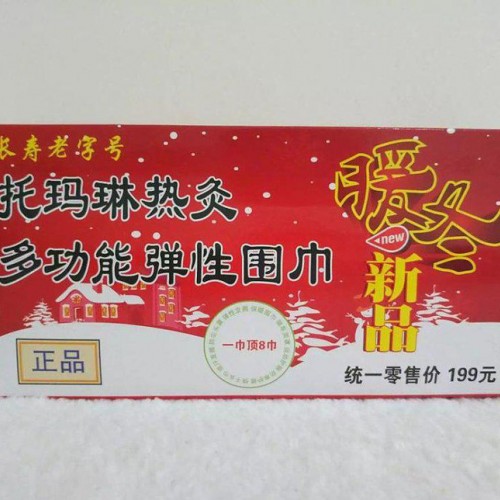 长寿老字号
托玛琳热灸
多功能弹性围巾
暖冬
new
新品
正品
一巾顶8巾
统一零售价 199元